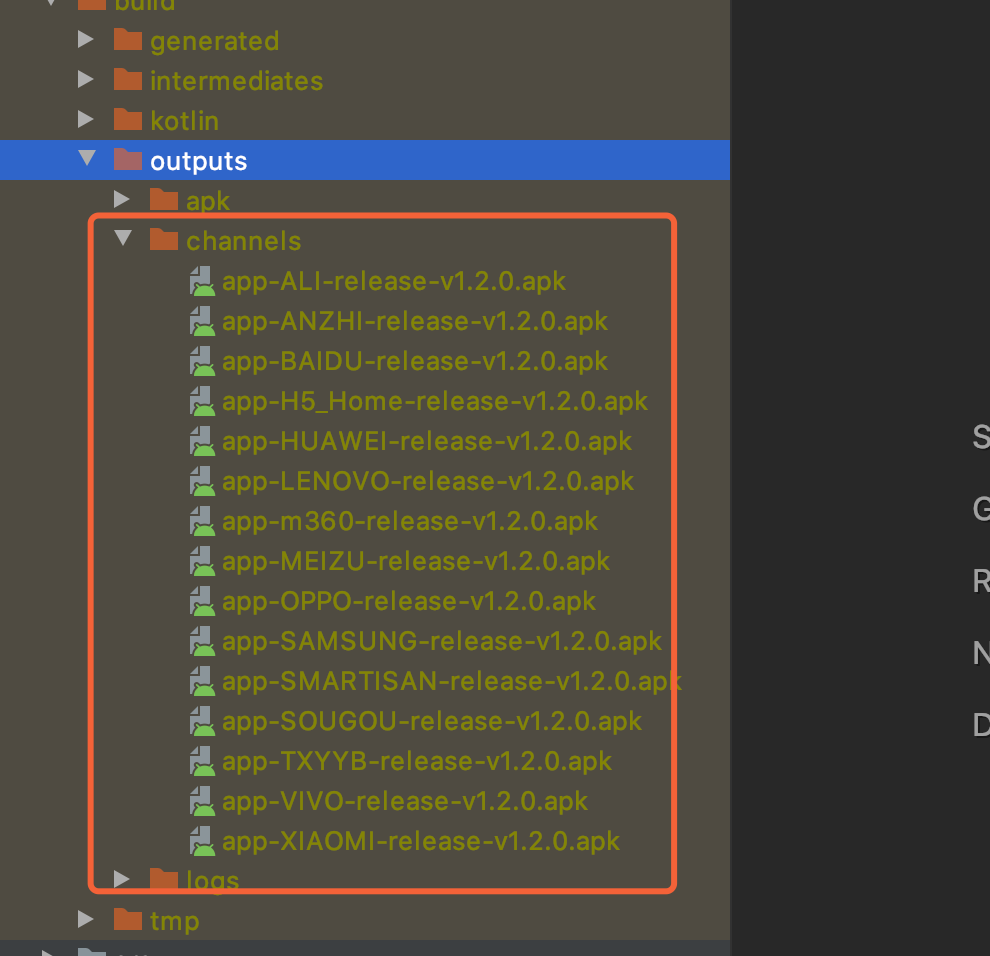 build
generated
intermediates
kotlin
outputs
apk
channels
app-ALI-release-v1.2.0.apk
app-ANZHI-release-v1.2.0.apk
app-BAIDU-release-v1.2.0.apk
app-H5_Home-release-v1.2.0.apk
app-HUAWEI-release-v1.2.0.apk
app-LENOVO-release-v1.2.0.apk
app-m360-release-v1.2.0.apk
app-MEIZU-release-v1.2.0.apk
app-OPPO-release-v1.2.0.apk
app-SAMSUNG-release-v1.2.0.apk
app-SMARTISAN-release-v1.2.0.apk
app-SOUGOU-release-v1.2.0.apk
app-TXYYB-release-v1.2.0.apk
app-VIVO-release-v1.2.0.apk
app-XIAOMI-release-v1.2.0.apk
logs
tmp
S
G
R
N
D